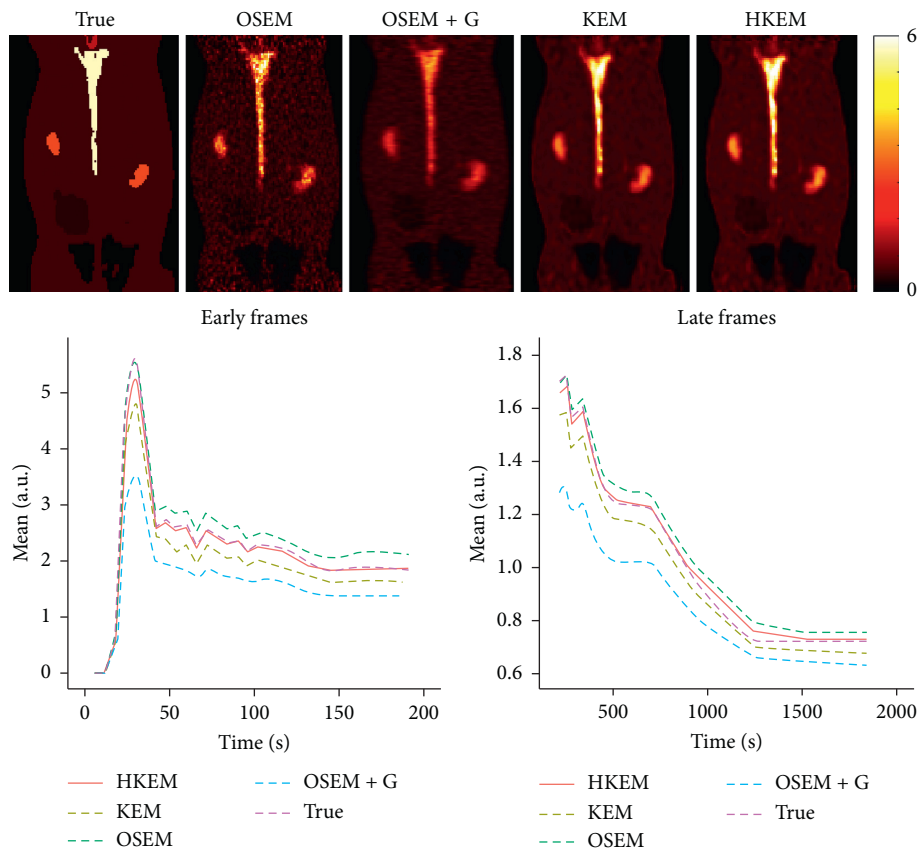 True OSEM OSEM + G KEM HKEM
6
0
Early frames
Late frames
Mean (a.u.)
5
4
3
2
1
0
0 50 100 150 200
Time (s)
Mean (a.u.)
1.8
1.6
1.4
1.2
1.0
0.8
0.6
500 1000 1500 2000
Time (s)
HKEM
KEM
OSEM
OSEM + G
True
HKEM
KEM
OSEM
OSEM + G
True